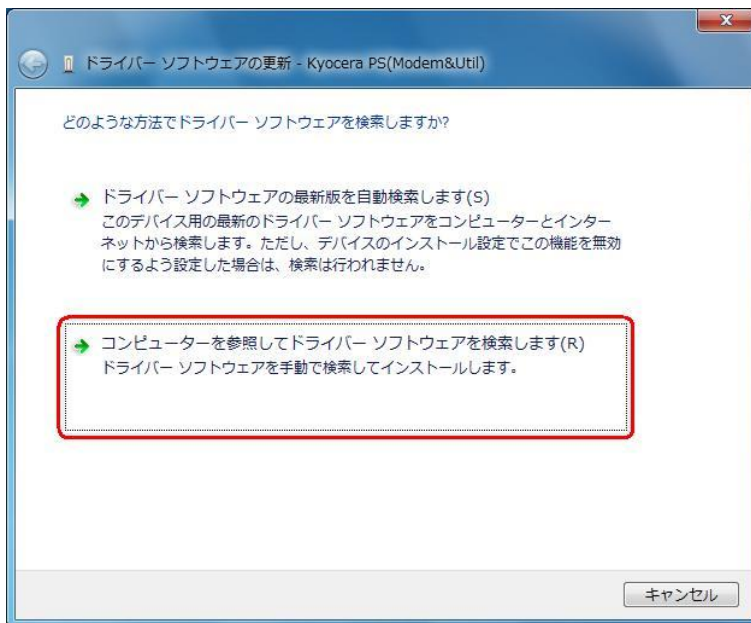 ドライバー ソフトウェアの更新 - Kyocera PS(Modem&Util)
どのような方法でドライバー ソフトウェアを検索しますか?
ドライバー ソフトウェアの最新版を自動検索します(S)
このデバイス用の最新のドライバー ソフトウェアをコンピューターとインター
ネットから検索します。ただし、デバイスのインストール設定でこの機能を無効
にするよう設定した場合は、検索は行われません。
コンピューターを参照してドライバー ソフトウェアを検索します(R)
ドライバー ソフトウェアを手動で検索してインストールします。
キャンセル